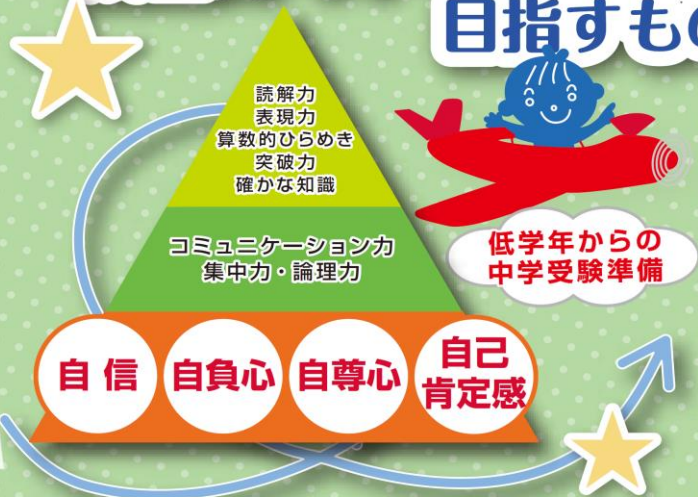 目指すもの
読解力
表現力
算数的ひらめき
突破力
確かな知識
コミュニケーション力
集中力・論理力
低学年からの
中学受験準備
自信
自負心
自尊心
自己
肯定感